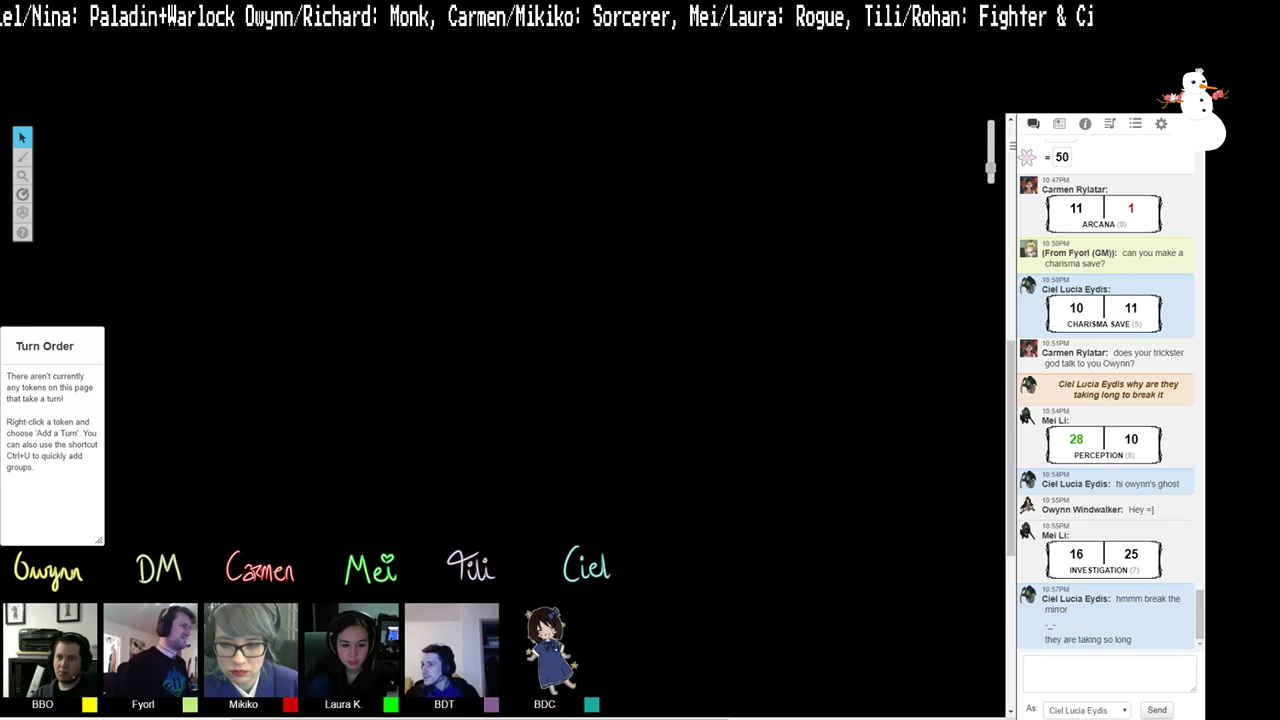 el/Nina: Paladin+Warlock Owynn/Richard: Monk, Carmen/Mikiko: Sorcerer, Mei/Laura: Rogue, Tili/Rohan: Fighter & Ci
= 50
10:47PM
Carmen Rylatar:
11 1
ARCANA (0)
10:50PM
(From Fyorl (GM)): can you make a
charisma save?
10:50PM
Ciel Lucia Eydis:
10 11
CHARISMA SAVE (5)
10:51PM
Carmen Rylatar: does your trickster
god talk to you Owynn?
Ciel Lucia Eydis why are they
taking long to break it
10:54PM
Mei Li:
28 10
PERCEPTION (8)
10:54PM
Ciel Lucia Eydis: hi owynn's ghost
10:55PM
Owynn Windwalker: Hey =]
10:55PM
Mei Li:
16 25
INVESTIGATION (7)
10:57PM
Ciel Lucia Eydis: hmmm break the
mirror
-_-
they are taking so long
As: Ciel Lucia Eydis Send
Turn Order
There aren't currently
any tokens on this page
that take a turn!
Right-click a token and
choose 'Add a Turn'. You
can also use the shortcut
Ctrl+U to quickly add
groups.
Owynn DM Carmen Mei Tili Ciel
BBO Fyorl Mikiko Laura K. BDT BDC